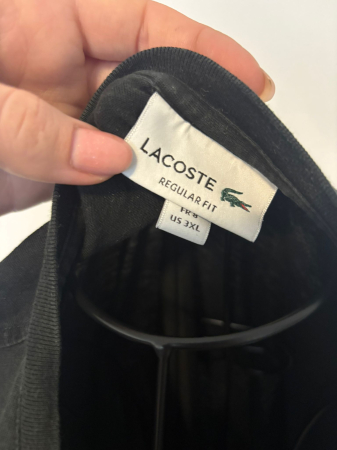 LACOSTE
REGULAR FIT
FR 8
US 3XL